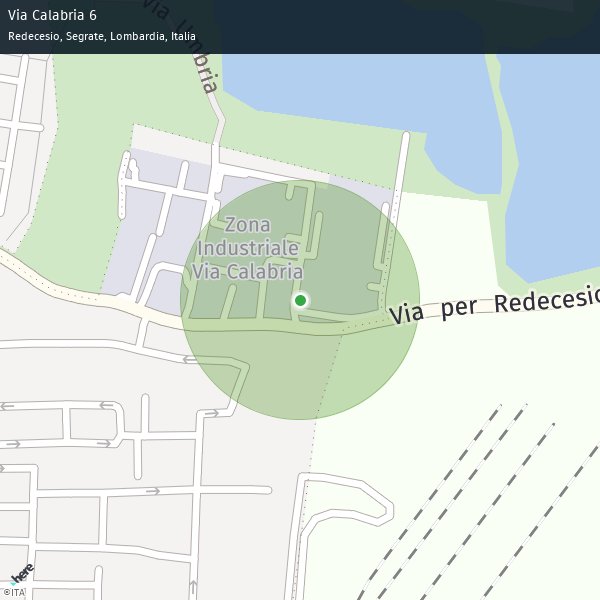 Via Calabria 6
Redecesio, Segrate, Lombardia, Italia
Via Umbria
Zona
Industriale
Via Calabria
Via per Redecesio
here
©ITA